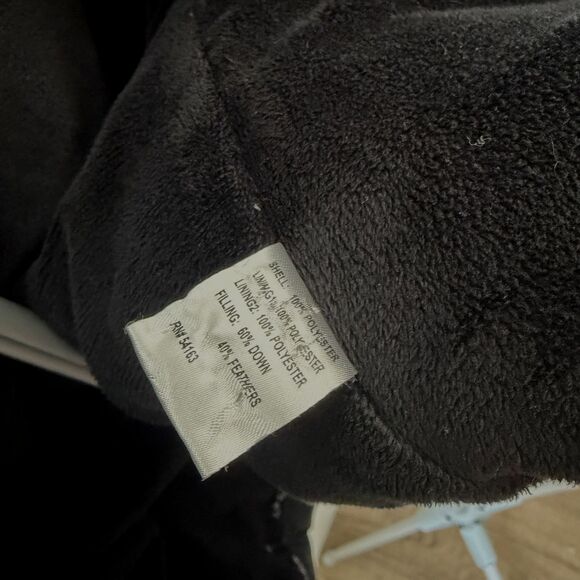 SHELL: 100% POLYESTER
LINING1: 100% POLYESTER
LINING2: 100% POLYESTER
FILLING: 60% DOWN
40% FEATHERS
RN# 54163